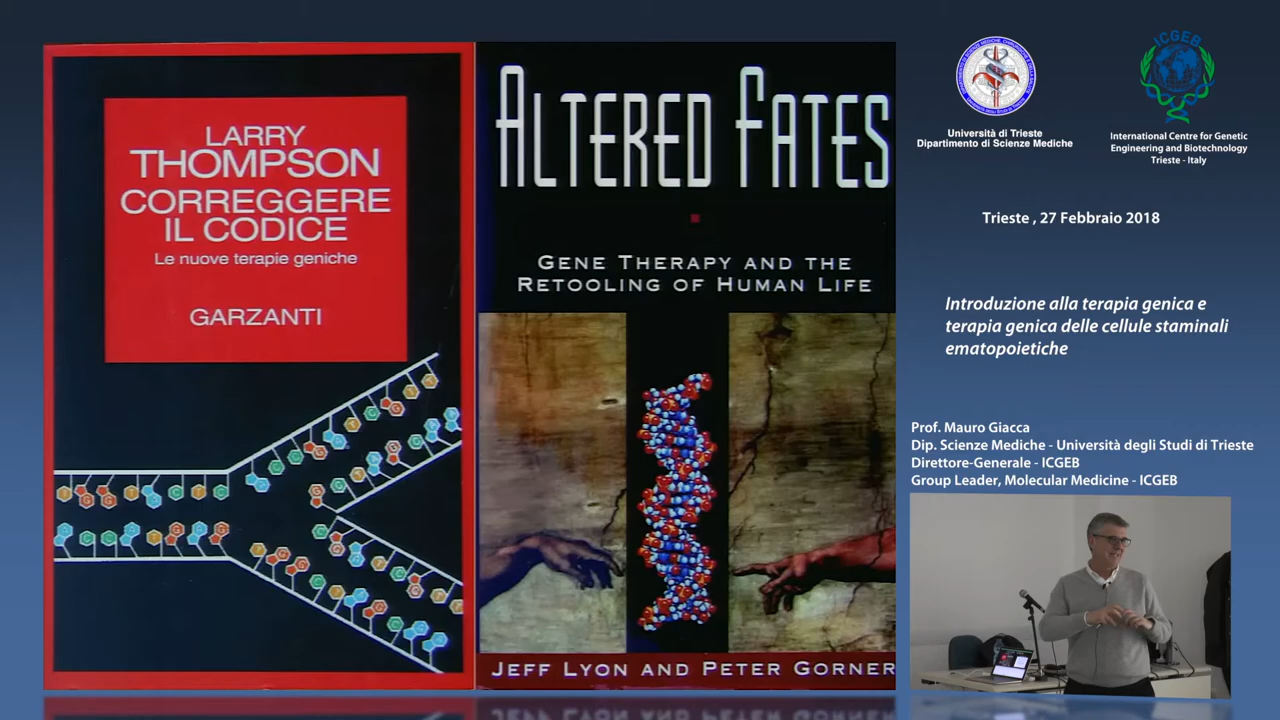 LARRY
THOMPSON
CORREGGERE
IL CODICE
Le nuove terapie geniche
GARZANTI
ALTERED FATES
GENE THERAPY AND THE
RETOOLING OF HUMAN LIFE
JEFF LYON AND PETER GORNER
ICGEB
Università di Trieste
Dipartimento di Scienze Mediche
International Centre for Genetic
Engineering and Biotechnology
Trieste - Italy
Trieste , 27 Febbraio 2018
Introduzione alla terapia genica e
terapia genica delle cellule staminali
ematopoietiche
Prof. Mauro Giacca
Dip. Scienze Mediche - Università degli Studi di Trieste
Direttore-Generale - ICGEB
Group Leader, Molecular Medicine - ICGEB